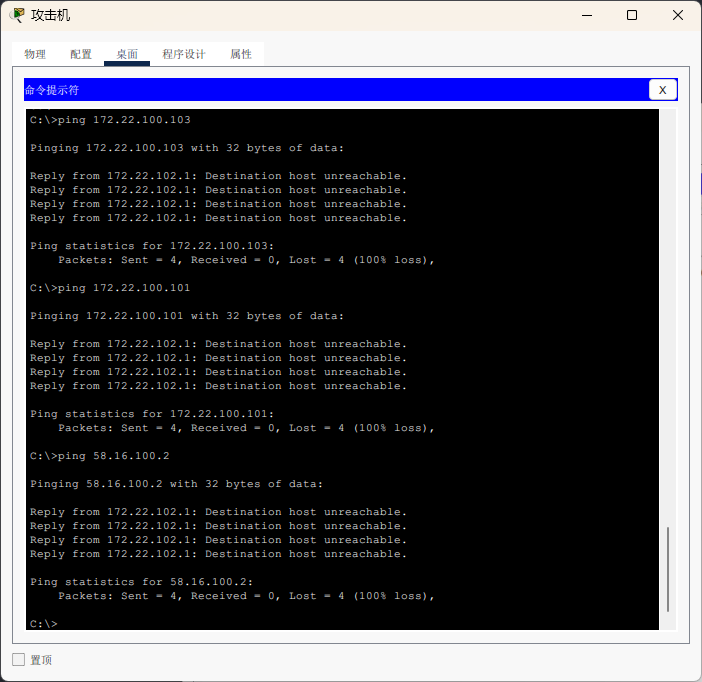 攻击机
物理 配置 桌面 程序设计 属性
命令提示符 X
C:\>ping 172.22.100.103
Pinging 172.22.100.103 with 32 bytes of data:
Reply from 172.22.102.1: Destination host unreachable.
Reply from 172.22.102.1: Destination host unreachable.
Reply from 172.22.102.1: Destination host unreachable.
Reply from 172.22.102.1: Destination host unreachable.
Ping statistics for 172.22.100.103:
Packets: Sent = 4, Received = 0, Lost = 4 (100% loss),
C:\>ping 172.22.100.101
Pinging 172.22.100.101 with 32 bytes of data:
Reply from 172.22.102.1: Destination host unreachable.
Reply from 172.22.102.1: Destination host unreachable.
Reply from 172.22.102.1: Destination host unreachable.
Reply from 172.22.102.1: Destination host unreachable.
Ping statistics for 172.22.100.101:
Packets: Sent = 4, Received = 0, Lost = 4 (100% loss),
C:\>ping 58.16.100.2
Pinging 58.16.100.2 with 32 bytes of data:
Reply from 172.22.102.1: Destination host unreachable.
Reply from 172.22.102.1: Destination host unreachable.
Reply from 172.22.102.1: Destination host unreachable.
Reply from 172.22.102.1: Destination host unreachable.
Ping statistics for 58.16.100.2:
Packets: Sent = 4, Received = 0, Lost = 4 (100% loss),
C:\>
置顶